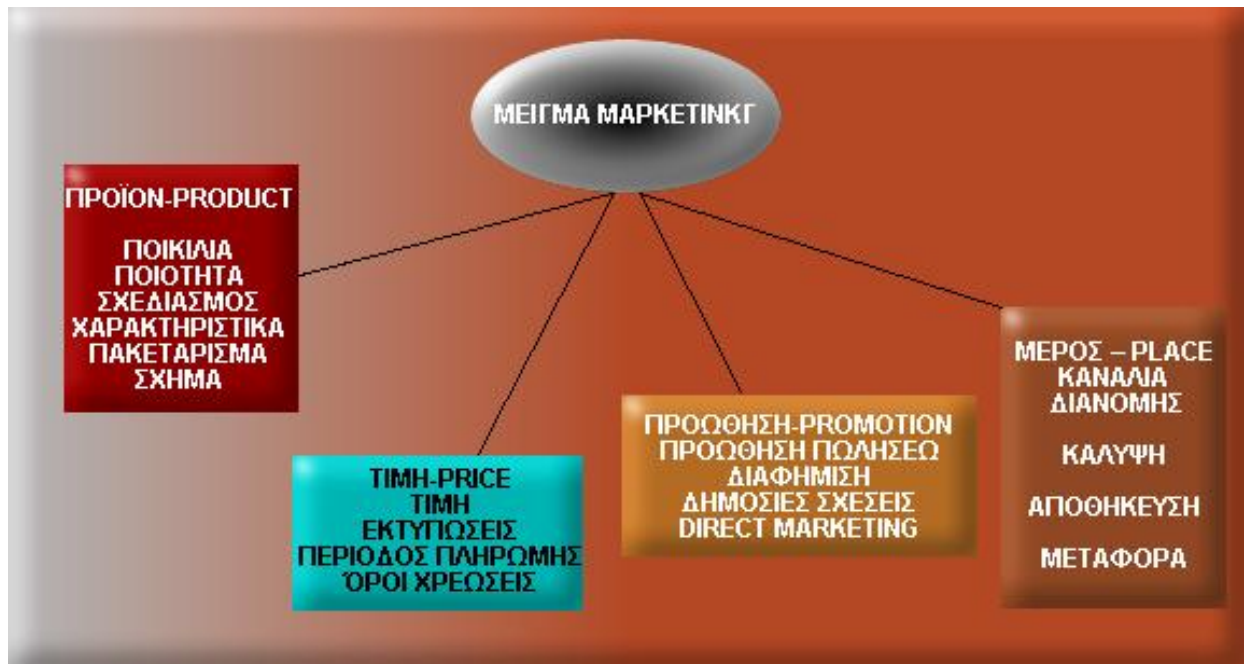 ΜΕΙΓΜΑ ΜΑΡΚΕΤΙΝΚΓ
ΠΡΟΪΟΝ-PRODUCT
ΠΟΙΚΙΛΙΑ
ΠΟΙΟΤΗΤΑ
ΣΧΕΔΙΑΣΜΟΣ
ΧΑΡΑΚΤΗΡΙΣΤΙΚΑ
ΠΑΚΕΤΑΡΙΣΜΑ
ΣΧΗΜΑ
ΤΙΜΗ-PRICE
ΤΙΜΗ
ΕΚΤΥΠΩΣΕΙΣ
ΠΕΡΙΟΔΟΣ ΠΛΗΡΩΜΗΣ
ΌΡΟΙ ΧΡΕΩΣΕΙΣ
ΠΡΟΩΘΗΣΗ-PROMOTION
ΠΡΟΩΘΗΣΗ ΠΩΛΗΣΕΩ
ΔΙΑΦΗΜΙΣΗ
ΔΗΜΟΣΙΕΣ ΣΧΕΣΕΙΣ
DIRECT MARKETING
ΜΕΡΟΣ – PLACE
ΚΑΝΑΛΙΑ
ΔΙΑΝΟΜΗΣ
ΚΑΛΥΨΗ
ΑΠΟΘΗΚΕΥΣΗ
ΜΕΤΑΦΟΡΑ